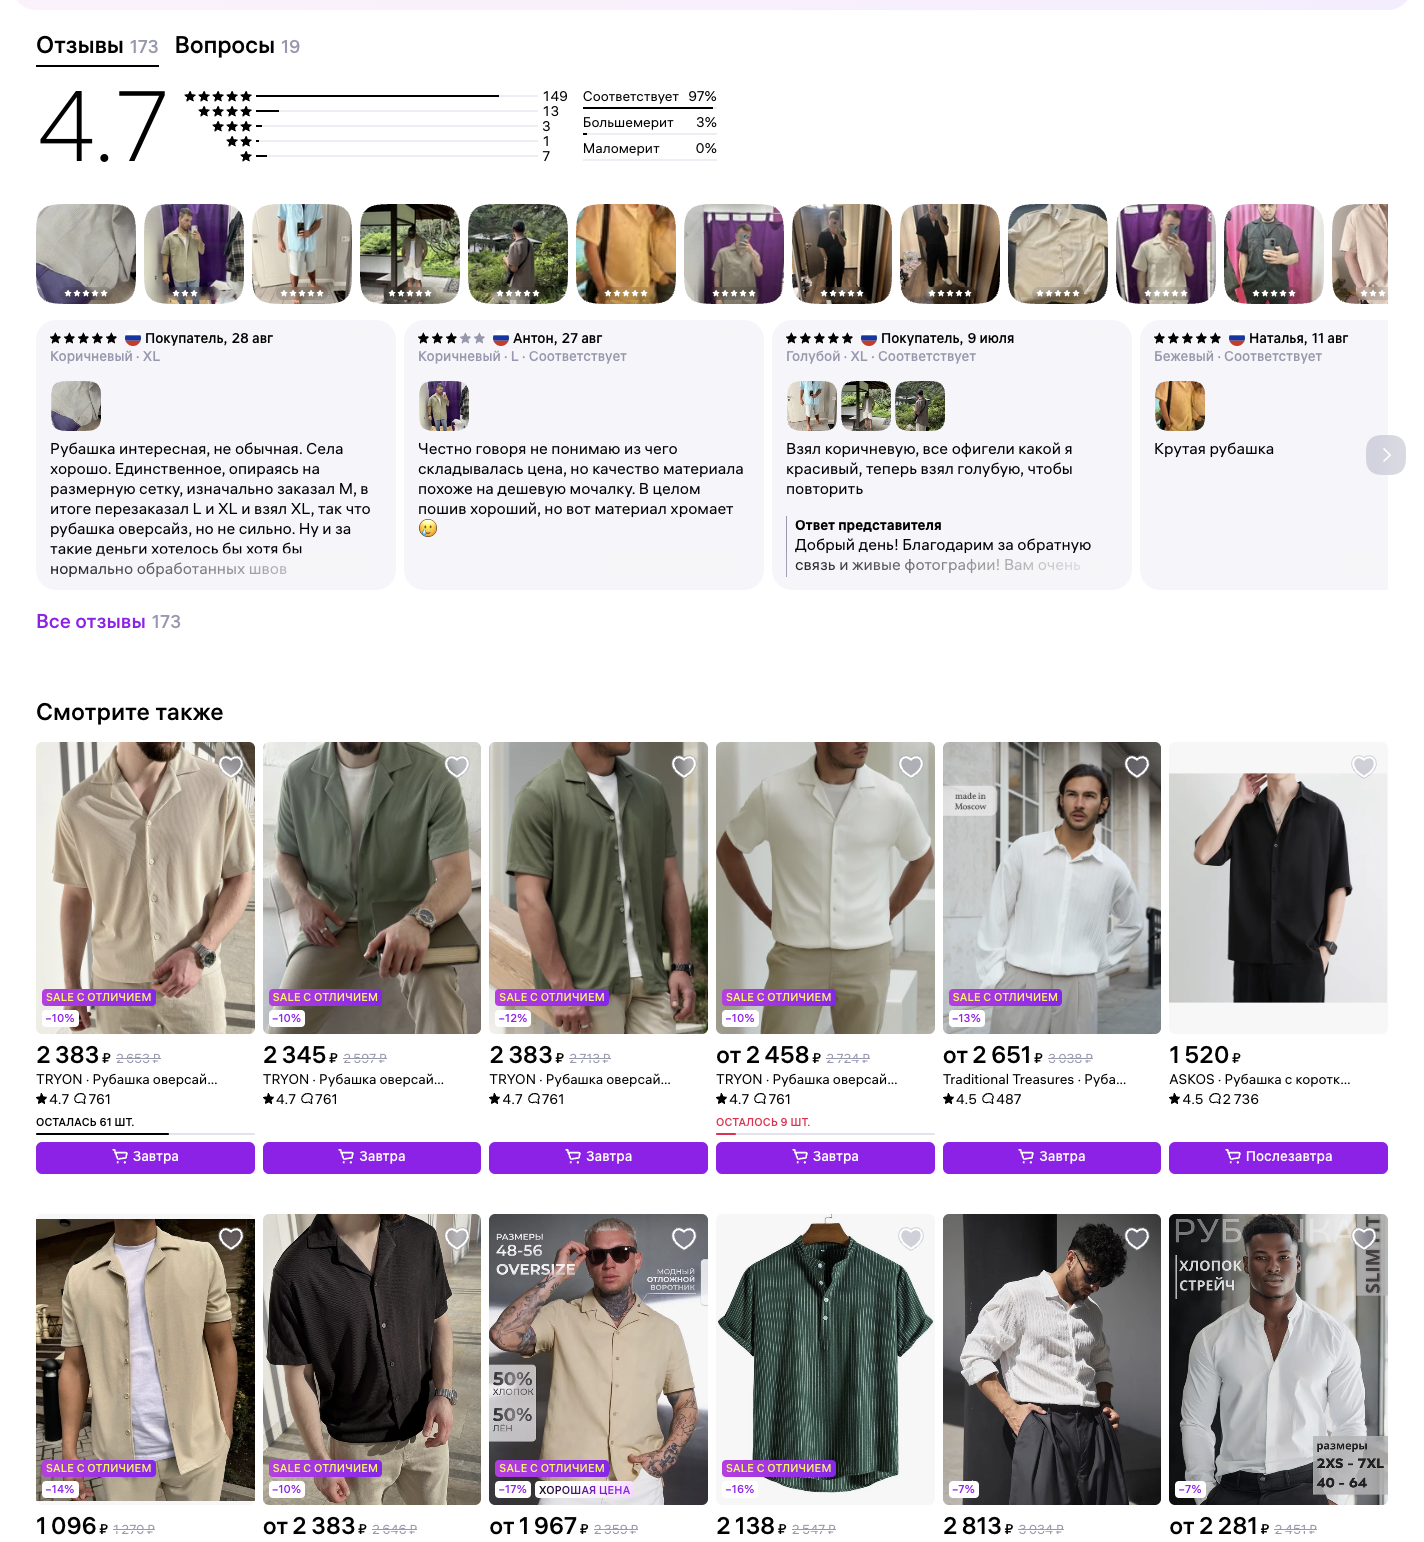 Отзывы 173 Вопросы 19
4.7
149
13
3
1
7
Соответствует 97%
Большемерит 3%
Маломерит 0%
Покупатель, 28 авг
Коричневый · XL
Рубашка интересная, не обычная. Села
хорошо. Единственное, опираясь на
размерную сетку, изначально заказал М, в
итоге перезаказал L и XL и взял XL, так что
рубашка оверсайз, но не сильно. Ну и за
такие деньги хотелось бы хотя бы
нормально обработанных швов
Антон, 27 авг
Коричневый · L · Соответствует
Честно говоря не понимаю из чего
складывалась цена, но качество материала
похоже на дешевую мочалку. В целом
пошив хороший, но вот материал хромает
🥲
Покупатель, 9 июля
Голубой · XL · Соответствует
Взял коричневую, все офигели какой я
красивый, теперь взял голубую, чтобы
повторить
Ответ представителя
Добрый день! Благодарим за обратную
связь и живые фотографии! Вам очень
Наталья, 11 авг
Бежевый · Соответствует
Крутая рубашка
Все отзывы 173
Смотрите также
SALE С ОТЛИЧИЕМ
-10%
2 383 ₽ 2 653 ₽
TRYON · Рубашка оверсай...
4.7 761
ОСТАЛАСЬ 61 ШТ.
Завтра
SALE С ОТЛИЧИЕМ
-10%
2 345 ₽ 2 597 ₽
TRYON · Рубашка оверсай...
4.7 761
Завтра
SALE С ОТЛИЧИЕМ
-12%
2 383 ₽ 2 713 ₽
TRYON · Рубашка оверсай...
4.7 761
Завтра
SALE С ОТЛИЧИЕМ
-10%
от 2 458 ₽ 2 724 ₽
TRYON · Рубашка оверсай...
4.7 761
ОСТАЛОСЬ 9 ШТ.
Завтра
made in
Moscow
SALE С ОТЛИЧИЕМ
-13%
от 2 651 ₽ 3 038 ₽
Traditional Treasures · Руба...
4.5 487
Завтра
1 520 ₽
ASKOS · Рубашка с коротк...
4.5 2 736
Послезавтра
SALE С ОТЛИЧИЕМ
-14%
1 096 ₽ 1 270 ₽
SALE С ОТЛИЧИЕМ
-10%
от 2 383 ₽ 2 646 ₽
РАЗМЕРЫ
48-56
OVERSIZE
МОДНЫЙ
ОТЛОЖНОЙ
ВОРОТНИК
50%
ХЛОПОК
50%
ЛЁН
SALE С ОТЛИЧИЕМ
-17% ХОРОШАЯ ЦЕНА
от 1 967 ₽ 2 359 ₽
SALE С ОТЛИЧИЕМ
-16%
2 138 ₽ 2 547 ₽
-7%
2 813 ₽ 3 034 ₽
ХЛОПОК
СТРЕЙЧ
размеры
2XS - 7XL
40 - 64
-7%
от 2 281 ₽ 2 451 ₽